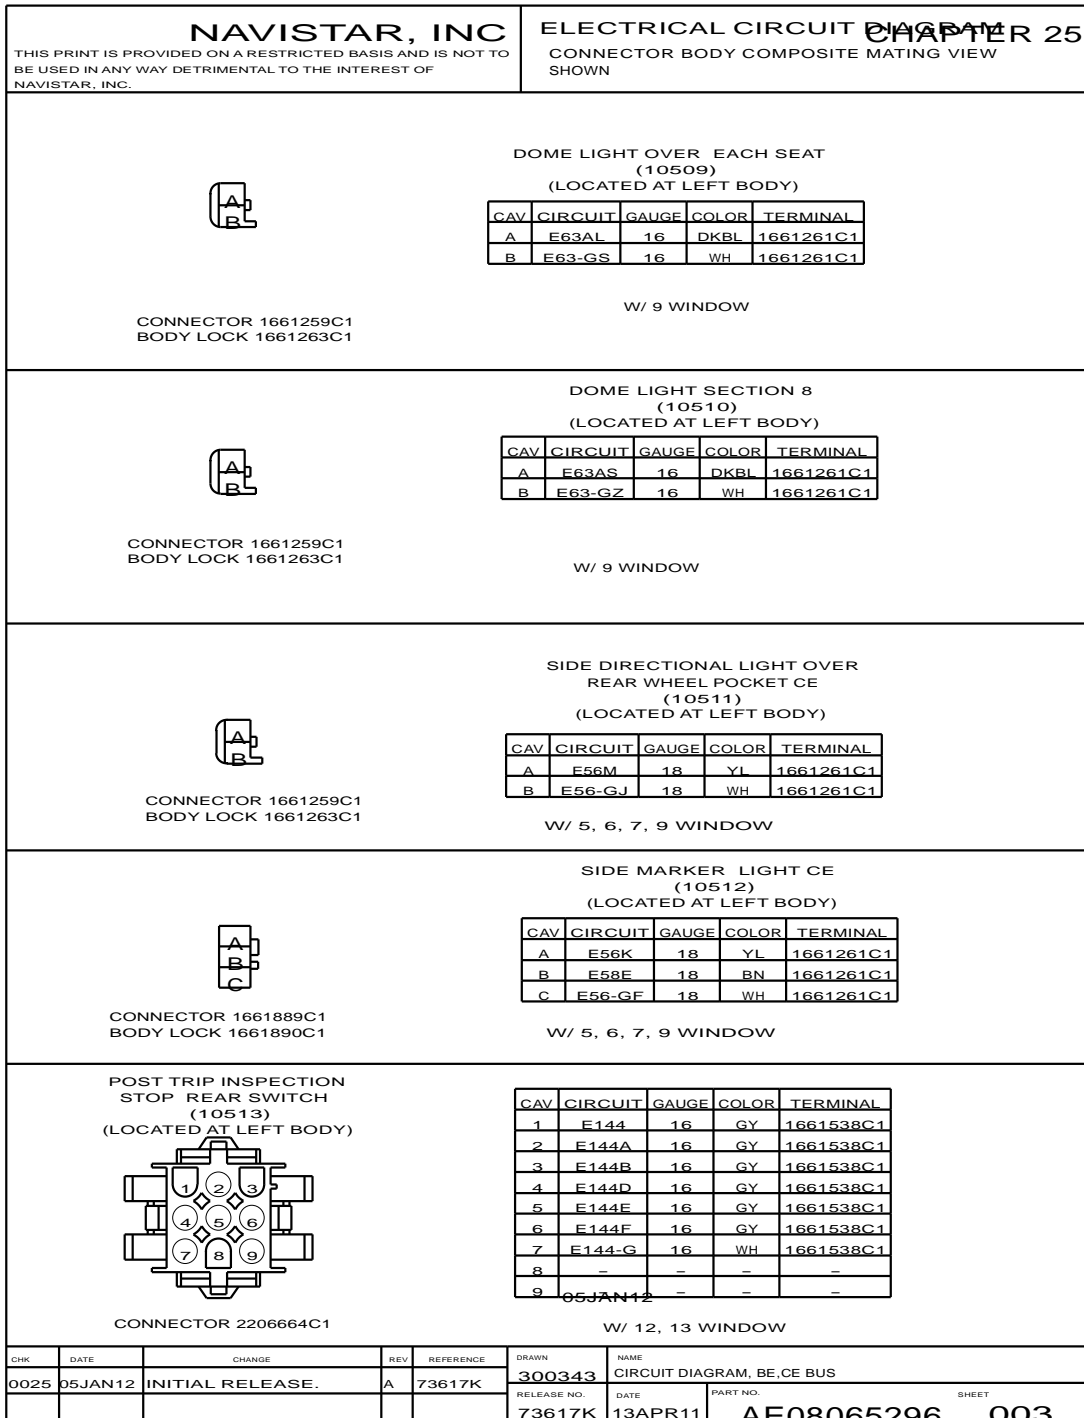 NAVISTAR, INC
THIS PRINT IS PROVIDED ON A RESTRICTED BASIS AND IS NOT TO
BE USED IN ANY WAY DETRIMENTAL TO THE INTEREST OF
NAVISTAR, INC.
ELECTRICAL CIRCUIT DIAGRAM
CHAPTER 25
CONNECTOR BODY COMPOSITE MATING VIEW
SHOWN
A
B
CONNECTOR 1661259C1
BODY LOCK 1661263C1
DOME LIGHT OVER EACH SEAT
(10509)
(LOCATED AT LEFT BODY)
CAV CIRCUIT GAUGE COLOR TERMINAL
A E63AL 16 DKBL 1661261C1
B E63-GS 16 WH 1661261C1
W/ 9 WINDOW
A
B
CONNECTOR 1661259C1
BODY LOCK 1661263C1
DOME LIGHT SECTION 8
(10510)
(LOCATED AT LEFT BODY)
CAV CIRCUIT GAUGE COLOR TERMINAL
A E63AS 16 DKBL 1661261C1
B E63-GZ 16 WH 1661261C1
W/ 9 WINDOW
A
B
CONNECTOR 1661259C1
BODY LOCK 1661263C1
SIDE DIRECTIONAL LIGHT OVER
REAR WHEEL POCKET CE
(10511)
(LOCATED AT LEFT BODY)
CAV CIRCUIT GAUGE COLOR TERMINAL
A E56M 18 YL 1661261C1
B E56-GJ 18 WH 1661261C1
W/ 5, 6, 7, 9 WINDOW
A
B
C
CONNECTOR 1661889C1
BODY LOCK 1661890C1
SIDE MARKER LIGHT CE
(10512)
(LOCATED AT LEFT BODY)
CAV CIRCUIT GAUGE COLOR TERMINAL
A E56K 18 YL 1661261C1
B E58E 18 BN 1661261C1
C E56-GF 18 WH 1661261C1
W/ 5, 6, 7, 9 WINDOW
POST TRIP INSPECTION
STOP REAR SWITCH
(10513)
(LOCATED AT LEFT BODY)
1 2 3
4 5 6
7 8 9
CONNECTOR 2206664C1
CAV CIRCUIT GAUGE COLOR TERMINAL
1 E144 16 GY 1661538C1
2 E144A 16 GY 1661538C1
3 E144B 16 GY 1661538C1
4 E144D 16 GY 1661538C1
5 E144E 16 GY 1661538C1
6 E144F 16 GY 1661538C1
7 E144-G 16 WH 1661538C1
8 – – – –
9 – – – –
05JAN12
W/ 12, 13 WINDOW
CHK DATE CHANGE REV REFERENCE
0025 05JAN12 INITIAL RELEASE. A 73617K
DRAWN NAME
300343 CIRCUIT DIAGRAM, BE,CE BUS
RELEASE NO. DATE PART NO. SHEET
73617K 13APR11 AE08065296 003